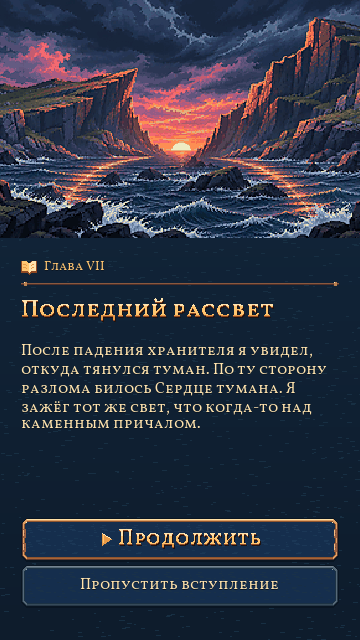 Глава VII
Последний рассвет
После падения хранителя я увидел,
откуда тянулся туман. По ту сторону
разлома билось Сердце тумана. Я
зажёг тот же свет, что когда-то над
каменным причалом.
Продолжить
Пропустить вступление